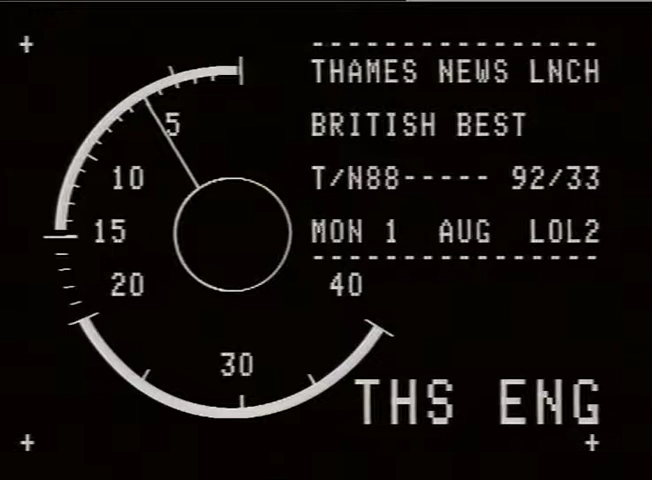 THAMES NEWS LNCH
BRITISH BEST
T/N88----- 92/33
MON 1 AUG LOL2
5
10
15
20
30
40
THS ENG